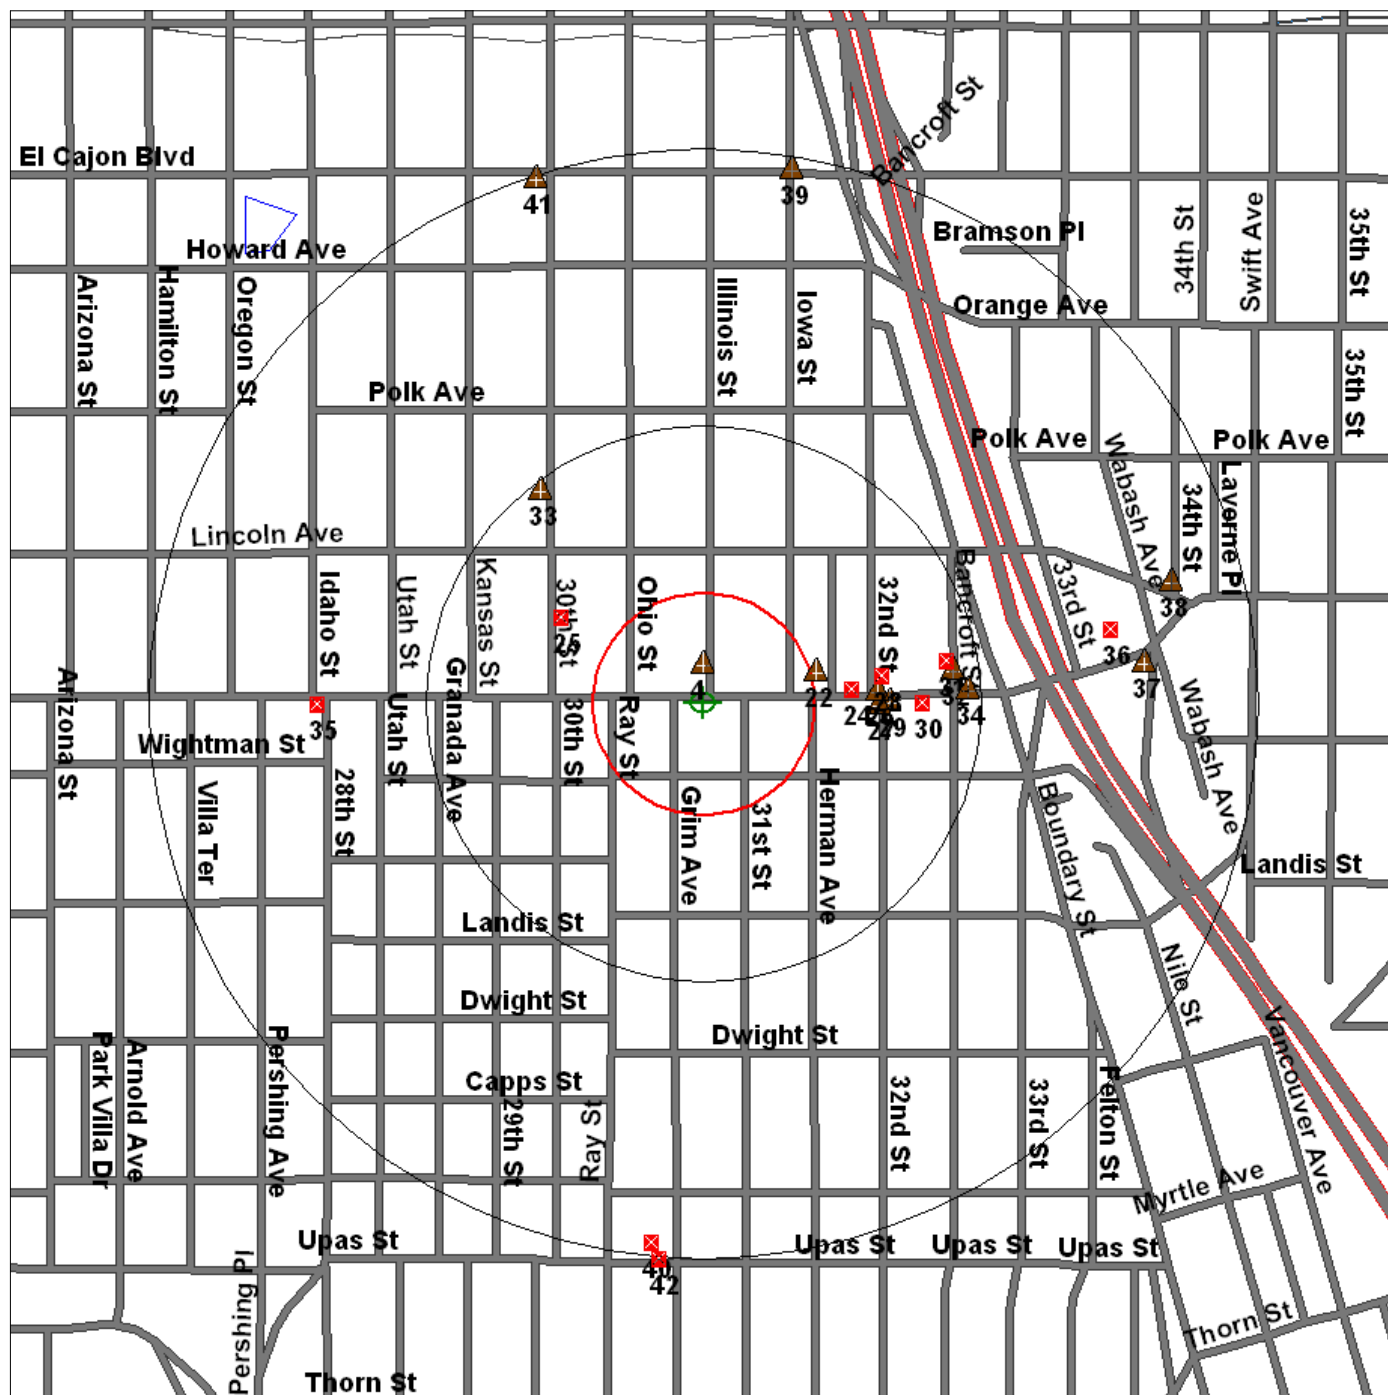 El Cajon Blvd
Bancroft St
41
39
Howard Ave
Bramson Pl
34th St
Swift Ave
35th St
Arizona St
Hamilton St
Oregon St
Illinois St
Iowa St
Orange Ave
35th St
Polk Ave
Polk Ave
Polk Ave
Wabash Ave
34th St
Laverne Pl
33
Lincoln Ave
Idaho St
Utah St
Kansas St
30th St
Ohio St
32nd St
Bancroft St
33rd St
38
36
37
4
22
24
29
30
34
35
Arizona St
Wightman St
Utah St
Granada Ave
30th St
Ray St
Wabash Ave
Villa Ter
28th St
Grim Ave
31st St
Herman Ave
Boundary St
Landis St
Landis St
Nile St
Dwight St
Dwight St
Vancouver Ave
Park Villa Dr
Arnold Ave
Pershing Ave
Capps St
29th St
Ray St
32nd St
33rd St
Felton St
Myrtle Ave
Upas St
Upas St
Upas St
Upas St
40
42
Pershing Pl
Thorn St
Thorn St